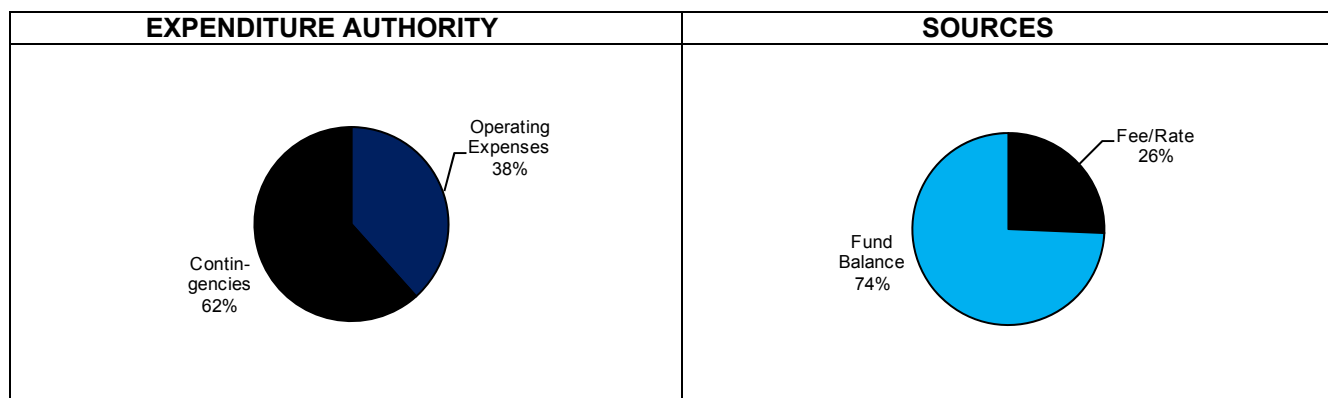 EXPENDITURE AUTHORITY
SOURCES
Operating
Expenses
38%
Contin-
gencies
62%
Fee/Rate
26%
Fund
Balance
74%